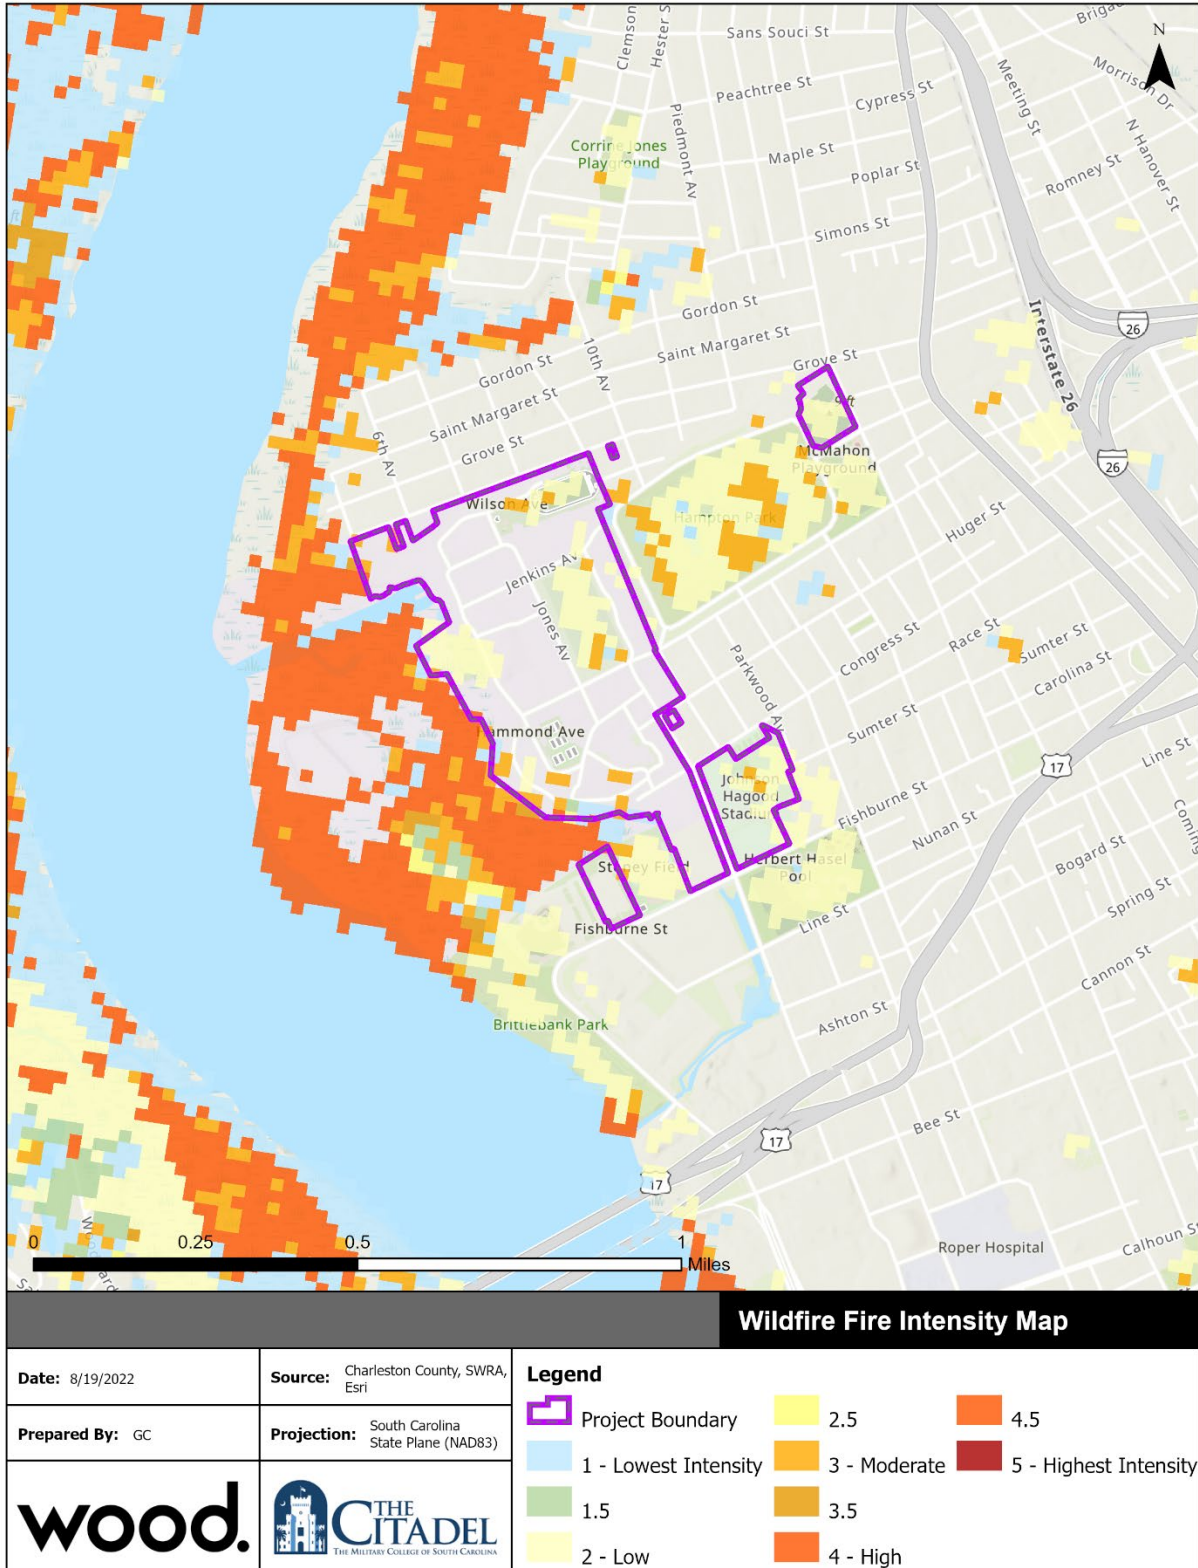 Sans Souci St
Brigad
N
Clemson
Hester S
Meeting St
Morrison Dr
Peachtree St
Cypress St
N Hanover St
Piedmont Av
Corrine Jones
Playground
Maple St
Poplar St
Romney St
Simons St
Gordon St
Interstate 26
26
Saint Margaret St
10th Av
Gordon St
Grove St
Saint Margaret St
6th Av
Grove St
McMahon
Playground
26
Wilson Ave
Hampton Park
Huger St
Jenkins Av
Jones Av
Race St
Congress St
Sumter St
Carolina St
Parkwood Av
Hammond Ave
Sumter St
Line St
17
Johnson
Hagood
Stadium
Fishburne St
Nunan St
Coming
Herbert Hasel
Pool
Bogard St
Stoney Field
Spring St
Line St
Fishburne St
Cannon St
Brittlebank Park
Ashton St
Bee St
17
17
Roper Hospital
Calhoun St
0 0.25 0.5 1
Miles
Wildfire Fire Intensity Map
Date: 8/19/2022
Source: Charleston County, SWRA,
Esri
Prepared By: GC
Projection: South Carolina
State Plane (NAD83)
wood.
THE
CITADEL
THE MILITARY COLLEGE OF SOUTH CAROLINA
Legend
Project Boundary
1 - Lowest Intensity
1.5
2 - Low
2.5
3 - Moderate
3.5
4 - High
4.5
5 - Highest Intensity